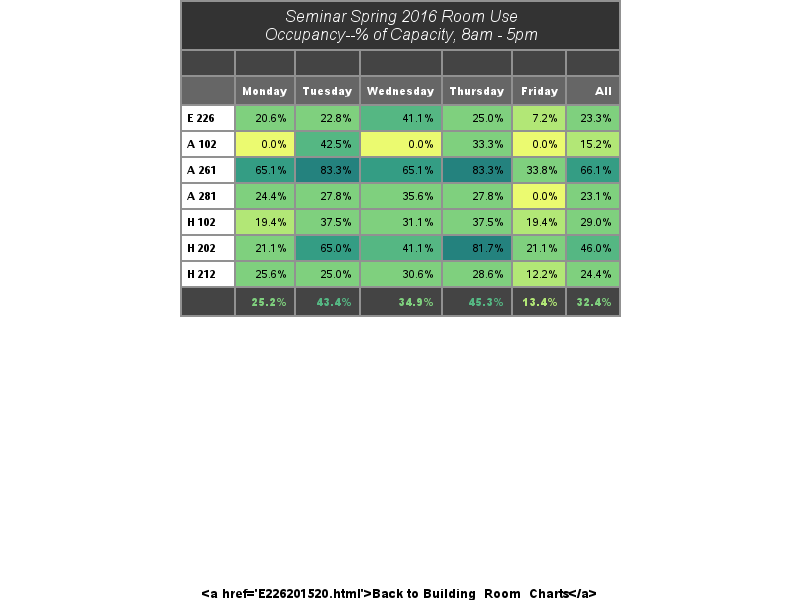 Seminar Spring 2016 Room Use
Occupancy--% of Capacity, 8am - 5pm
Monday Tuesday Wednesday Thursday Friday All
E 226 20.6% 22.8% 41.1% 25.0% 7.2% 23.3%
A 102 0.0% 42.5% 0.0% 33.3% 0.0% 15.2%
A 261 65.1% 83.3% 65.1% 83.3% 33.8% 66.1%
A 281 24.4% 27.8% 35.6% 27.8% 0.0% 23.1%
H 102 19.4% 37.5% 31.1% 37.5% 19.4% 29.0%
H 202 21.1% 65.0% 41.1% 81.7% 21.1% 46.0%
H 212 25.6% 25.0% 30.6% 28.6% 12.2% 24.4%
25.2% 43.4% 34.9% 45.3% 13.4% 32.4%
<a href='E226201520.html'>Back to Building_Room_Charts</a>